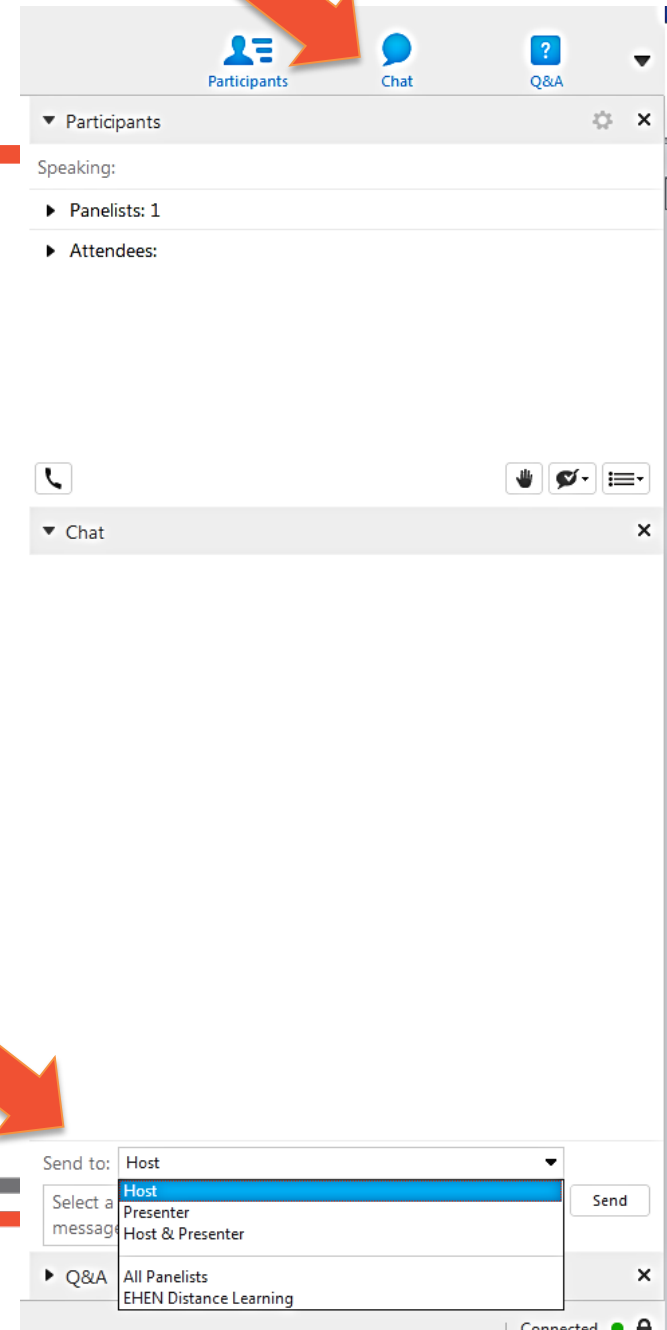 Participants Chat Q&A
Participants
Speaking:
Panelists: 1
Attendees:
Chat
Send to: Host
Select a
message
Send
Host
Presenter
Host & Presenter
All Panelists
EHEN Distance Learning
Q&A
Connected